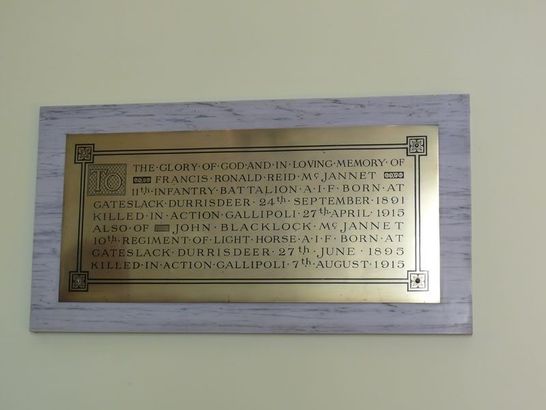 TO THE·GLORY·OF·GOD·AND·IN·LOVING·MEMORY·OF
FRANCIS·RONALD·REID·McJANNET
11th·INFANTRY·BATTALION·A·I·F·BORN·AT
GATESLACK·DURRISDEER·24th·SEPTEMBER·1891
KILLED·IN·ACTION·GALLIPOLI·27th·APRIL·1915
ALSO·OF JOHN·BLACKLOCK·McJANNET
10th·REGIMENT·OF·LIGHT·HORSE·A·I·F·BORN·AT
GATESLACK·DURRISDEER·27th·JUNE·1895
KILLED·IN·ACTION·GALLIPOLI·7th·AUGUST·1915